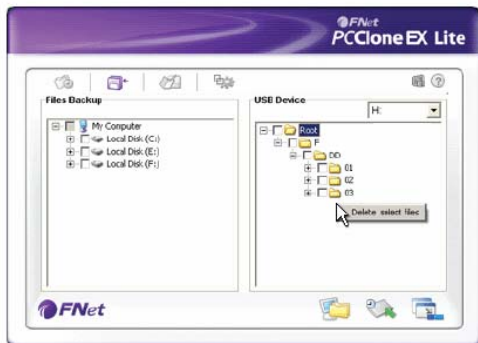 FNet
PCClone EX Lite
Files Backup
USB Device
H:
My Computer
Local Disk (C:)
Local Disk (E:)
Local Disk (F:)
Root
F
DD
01
02
03
Delete select files
FNet